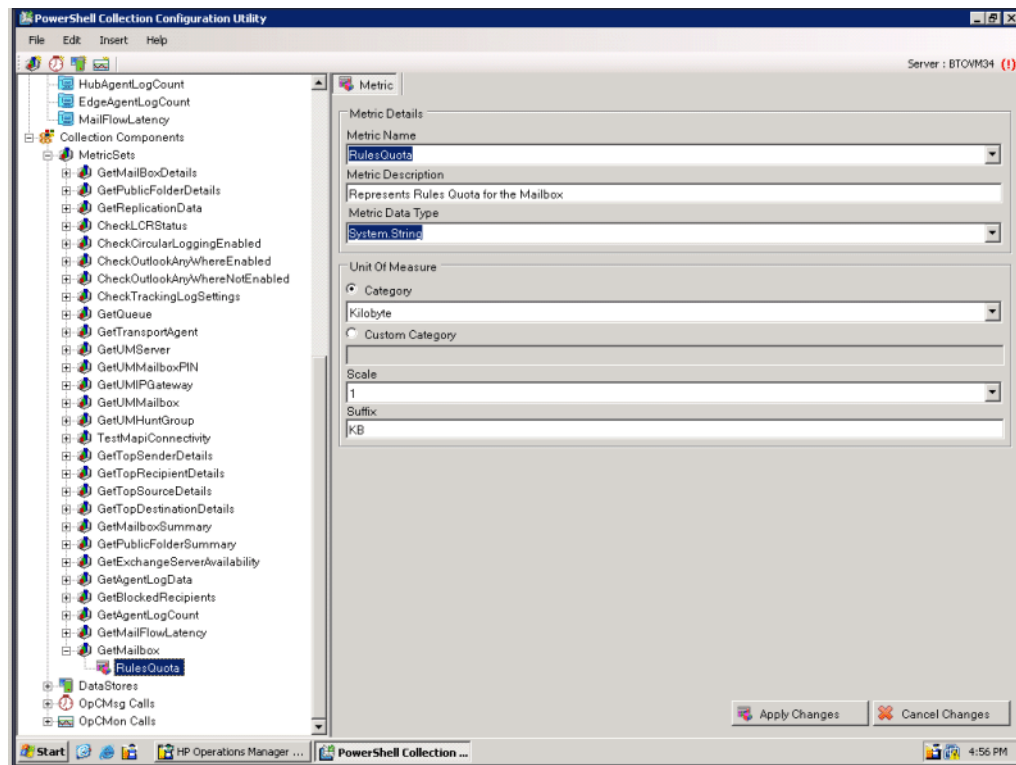 PowerShell Collection Configuration Utility
File Edit Insert Help
Server : BTOVM34 (!)
HubAgentLogCount
EdgeAgentLogCount
MailFlowLatency
Collection Components
MetricSets
GetMailBoxDetails
GetPublicFolderDetails
GetReplicationData
CheckLCRStatus
CheckCircularLoggingEnabled
CheckOutlookAnyWhereEnabled
CheckOutlookAnyWhereNotEnabled
CheckTrackingLogSettings
GetQueue
GetTransportAgent
GetUMServer
GetUMMailboxPIN
GetUMIPGateway
GetUMMailbox
GetUMHuntGroup
TestMapiConnectivity
GetTopSenderDetails
GetTopRecipientDetails
GetTopSourceDetails
GetTopDestinationDetails
GetMailboxSummary
GetPublicFolderSummary
GetExchangeServerAvailability
GetAgentLogData
GetBlockedRecipients
GetAgentLogCount
GetMailFlowLatency
GetMailbox
RulesQuota
DataStores
OpCMsg Calls
OpCMon Calls
Metric
Metric Details
Metric Name
RulesQuota
Metric Description
Represents Rules Quota for the Mailbox
Metric Data Type
System.String
Unit Of Measure
Category
Kilobyte
Custom Category
Scale
1
Suffix
KB
Apply Changes Cancel Changes
Start HP Operations Manager ... PowerShell Collection ... 4:56 PM